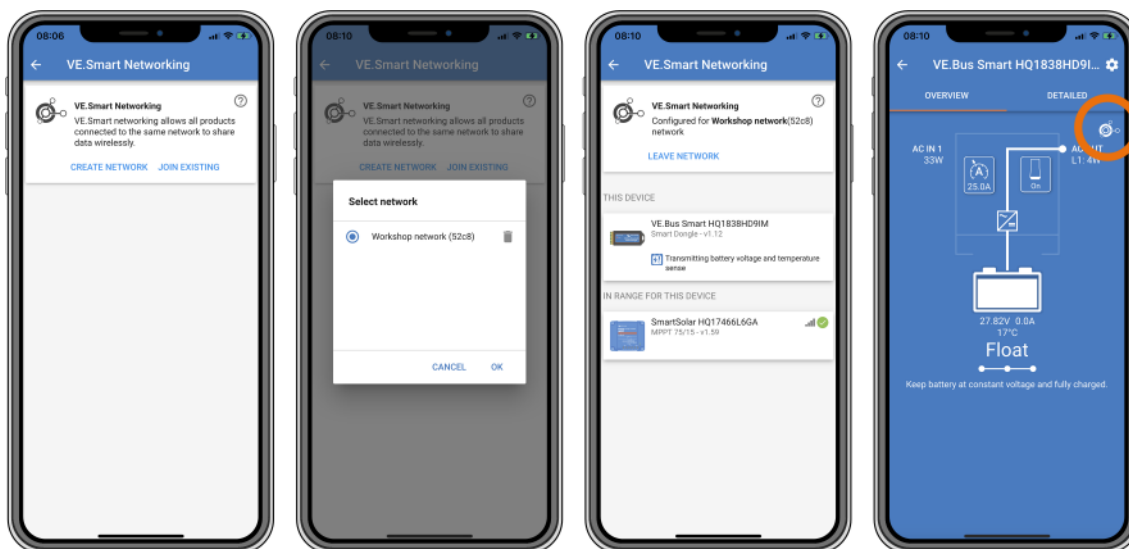 08:06
VE.Smart Networking
VE.Smart Networking
VE.Smart networking allows all products
connected to the same network to share
data wirelessly.
CREATE NETWORK JOIN EXISTING
08:10
VE.Smart Networking
VE.Smart Networking
VE.Smart networking allows all products
connected to the same network to share
data wirelessly.
CREATE NETWORK JOIN EXISTING
Select network
Workshop network (52c8)
CANCEL OK
08:10
VE.Smart Networking
VE.Smart Networking
Configured for Workshop network(52c8)
network
LEAVE NETWORK
THIS DEVICE
VE.Bus Smart HQ1838HD9IM
Smart Dongle - v1.12
Transmitting battery voltage and temperature
sense
IN RANGE FOR THIS DEVICE
SmartSolar HQ17466L6GA
MPPT 75/15 - v1.59
08:10
VE.Bus Smart HQ1838HD9I...
OVERVIEW DETAILED
AC IN 1
33W
25.0A
On
L1: 4W
27.82V 0.0A
17°C
Float
Keep battery at constant voltage and fully charged.